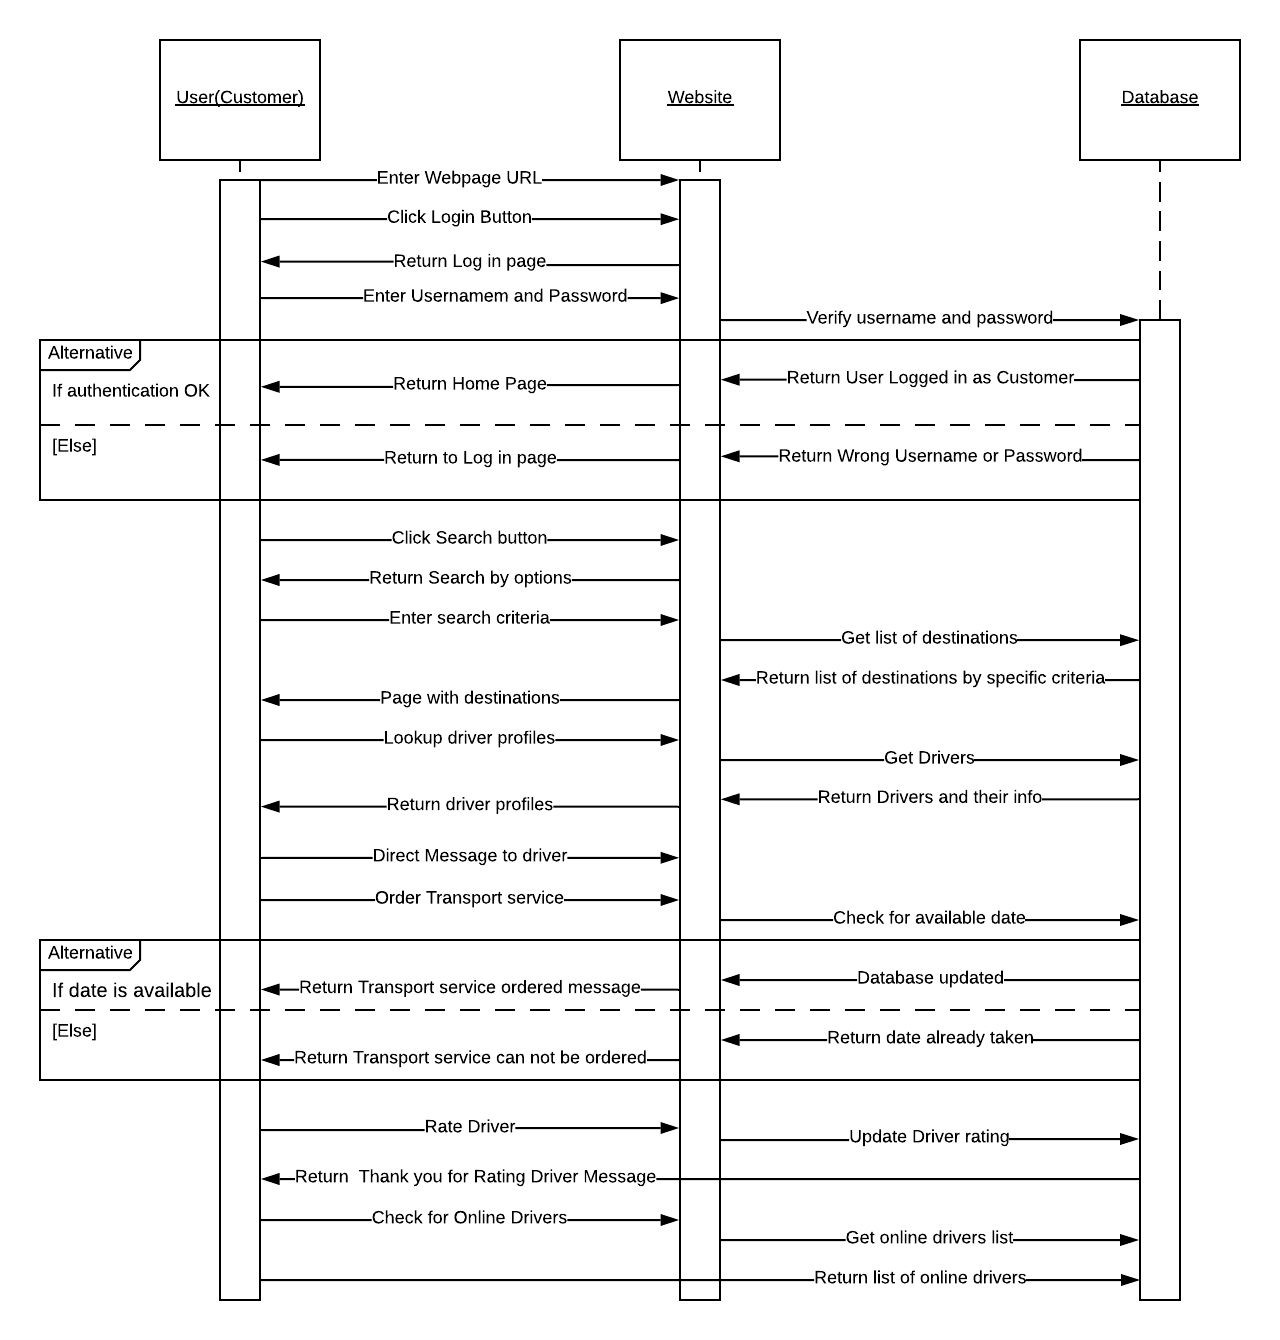 User(Customer)
Website
Database
Enter Webpage URL
Click Login Button
Return Log in page
Enter Usernamem and Password
Verify username and password
Alternative
If authentication OK
Return Home Page
Return User Logged in as Customer
[Else]
Return to Log in page
Return Wrong Username or Password
Click Search button
Return Search by options
Enter search criteria
Get list of destinations
Return list of destinations by specific criteria
Page with destinations
Lookup driver profiles
Get Drivers
Return Drivers and their info
Return driver profiles
Direct Message to driver
Order Transport service
Check for available date
Alternative
If date is available
Return Transport service ordered message
Database updated
[Else]
Return date already taken
Return Transport service can not be ordered
Rate Driver
Update Driver rating
Return  Thank you for Rating Driver Message
Check for Online Drivers
Get online drivers list
Return list of online drivers